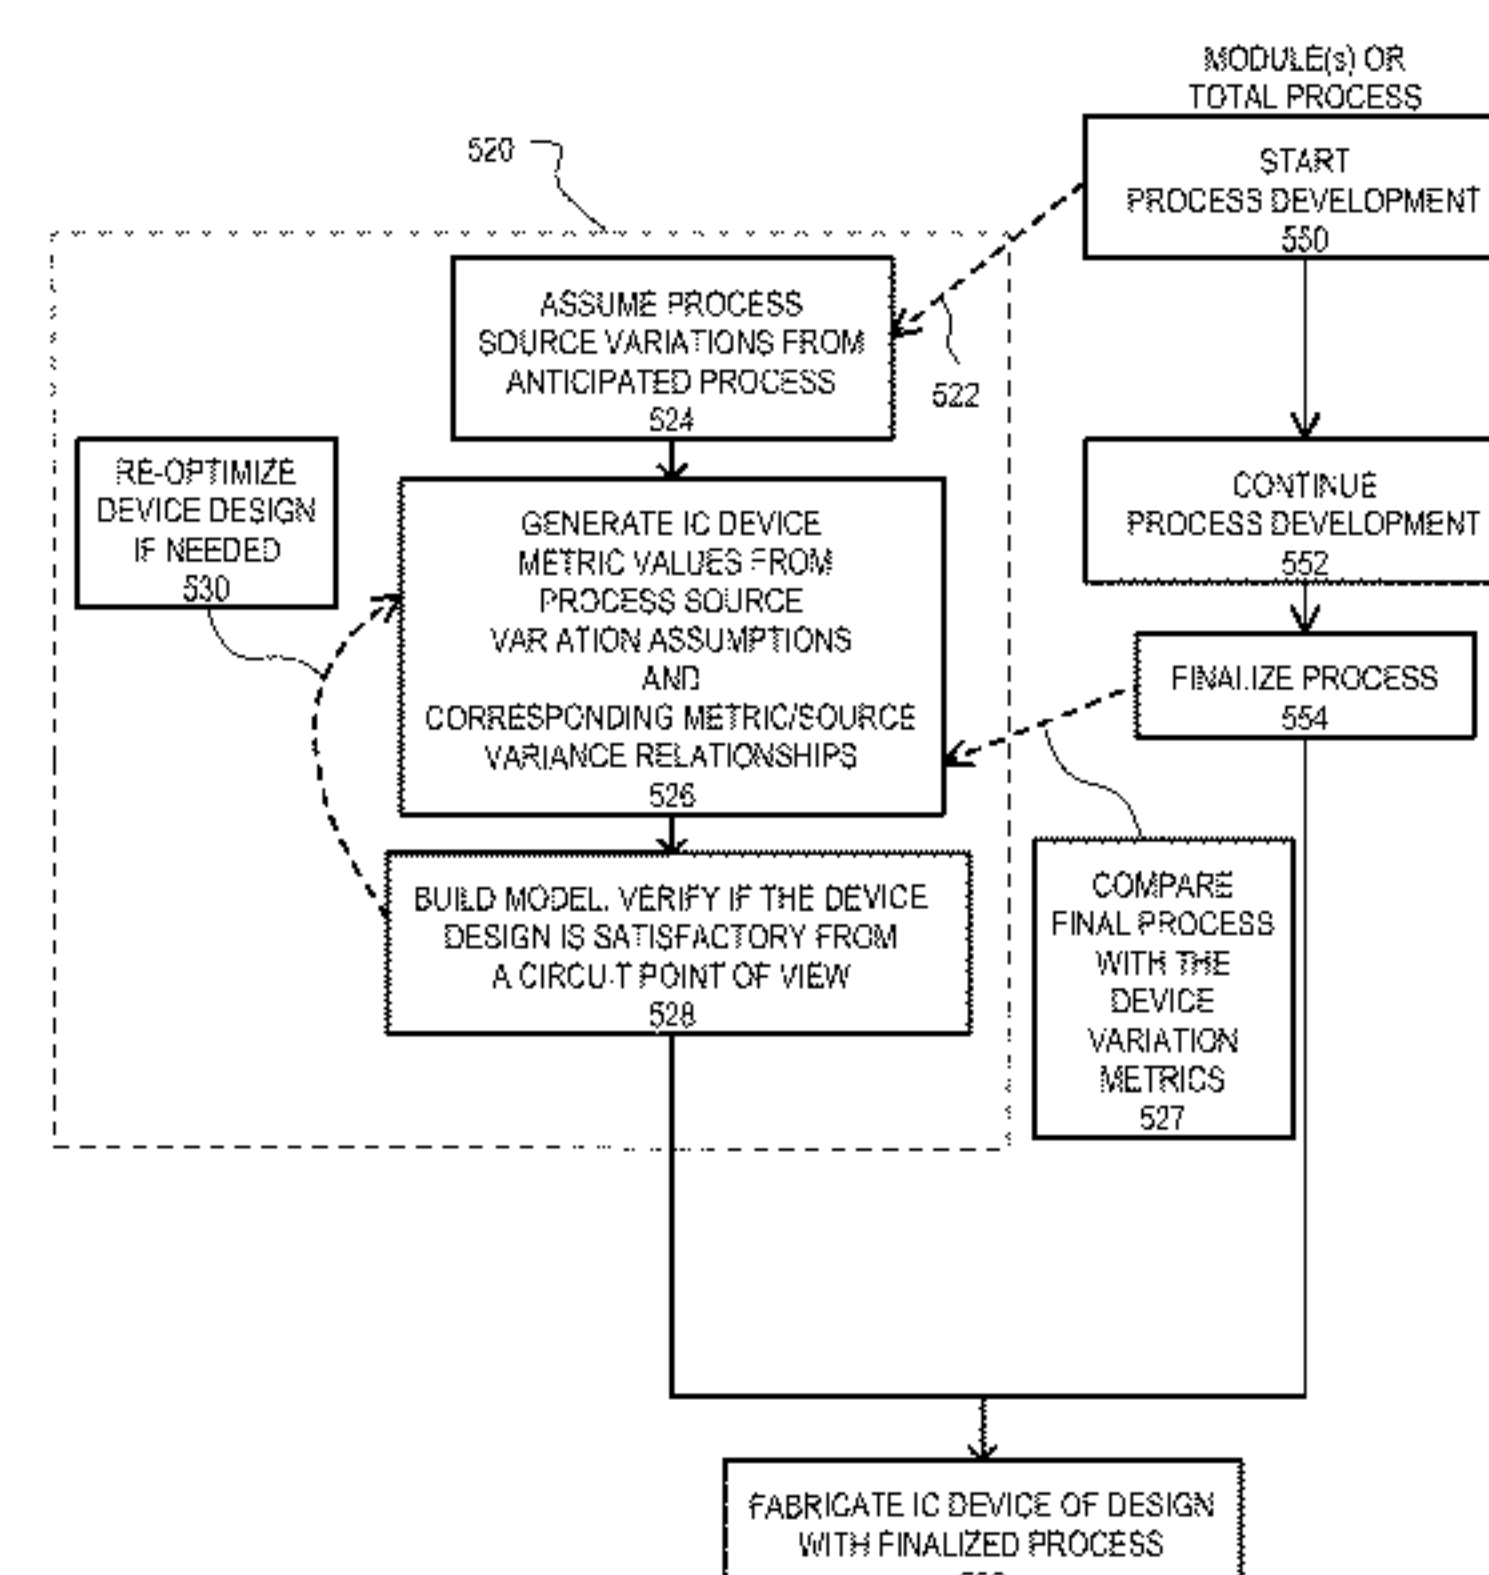 MODULE(s) OR
TOTAL PROCESS
START
PROCESS DEVELOPMENT
550
520
ASSUME PROCESS
SOURCE VARIATIONS FROM
ANTICIPATED PROCESS
524
522
RE-OPTIMIZE
DEVICE DESIGN
IF NEEDED
530
CONTINUE
PROCESS DEVELOPMENT
552
GENERATE IC DEVICE
METRIC VALUES FROM
PROCESS SOURCE
VARIATION ASSUMPTIONS
AND
CORRESPONDING METRIC/SOURCE
VARIANCE RELATIONSHIPS
526
FINALIZE PROCESS
554
BUILD MODEL. VERIFY IF THE DEVICE
DESIGN IS SATISFACTORY FROM
A CIRCUIT POINT OF VIEW
528
COMPARE
FINAL PROCESS
WITH THE
DEVICE
VARIATION
METRICS
527
FABRICATE IC DEVICE OF DESIGN
WITH FINALIZED PROCESS